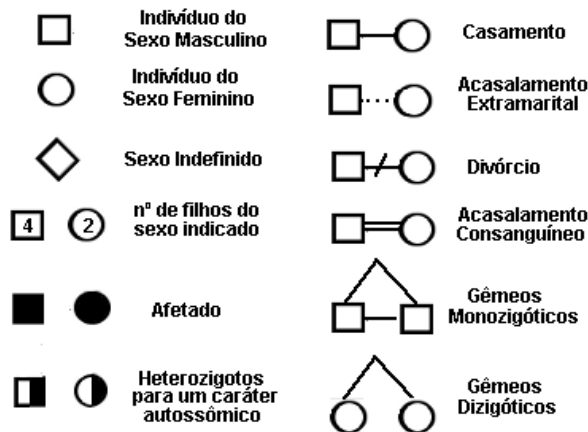 Indivíduo do
Sexo Masculino
Indivíduo do
Sexo Feminino
Sexo Indefinido
4 2
nº de filhos do
sexo indicado
Afetado
Heterozigotos
para um caráter
autossômico
Casamento
Acasalamento
Extramarital
Divórcio
Acasalamento
Consanguíneo
Gêmeos
Monozigóticos
Gêmeos
Dizigóticos